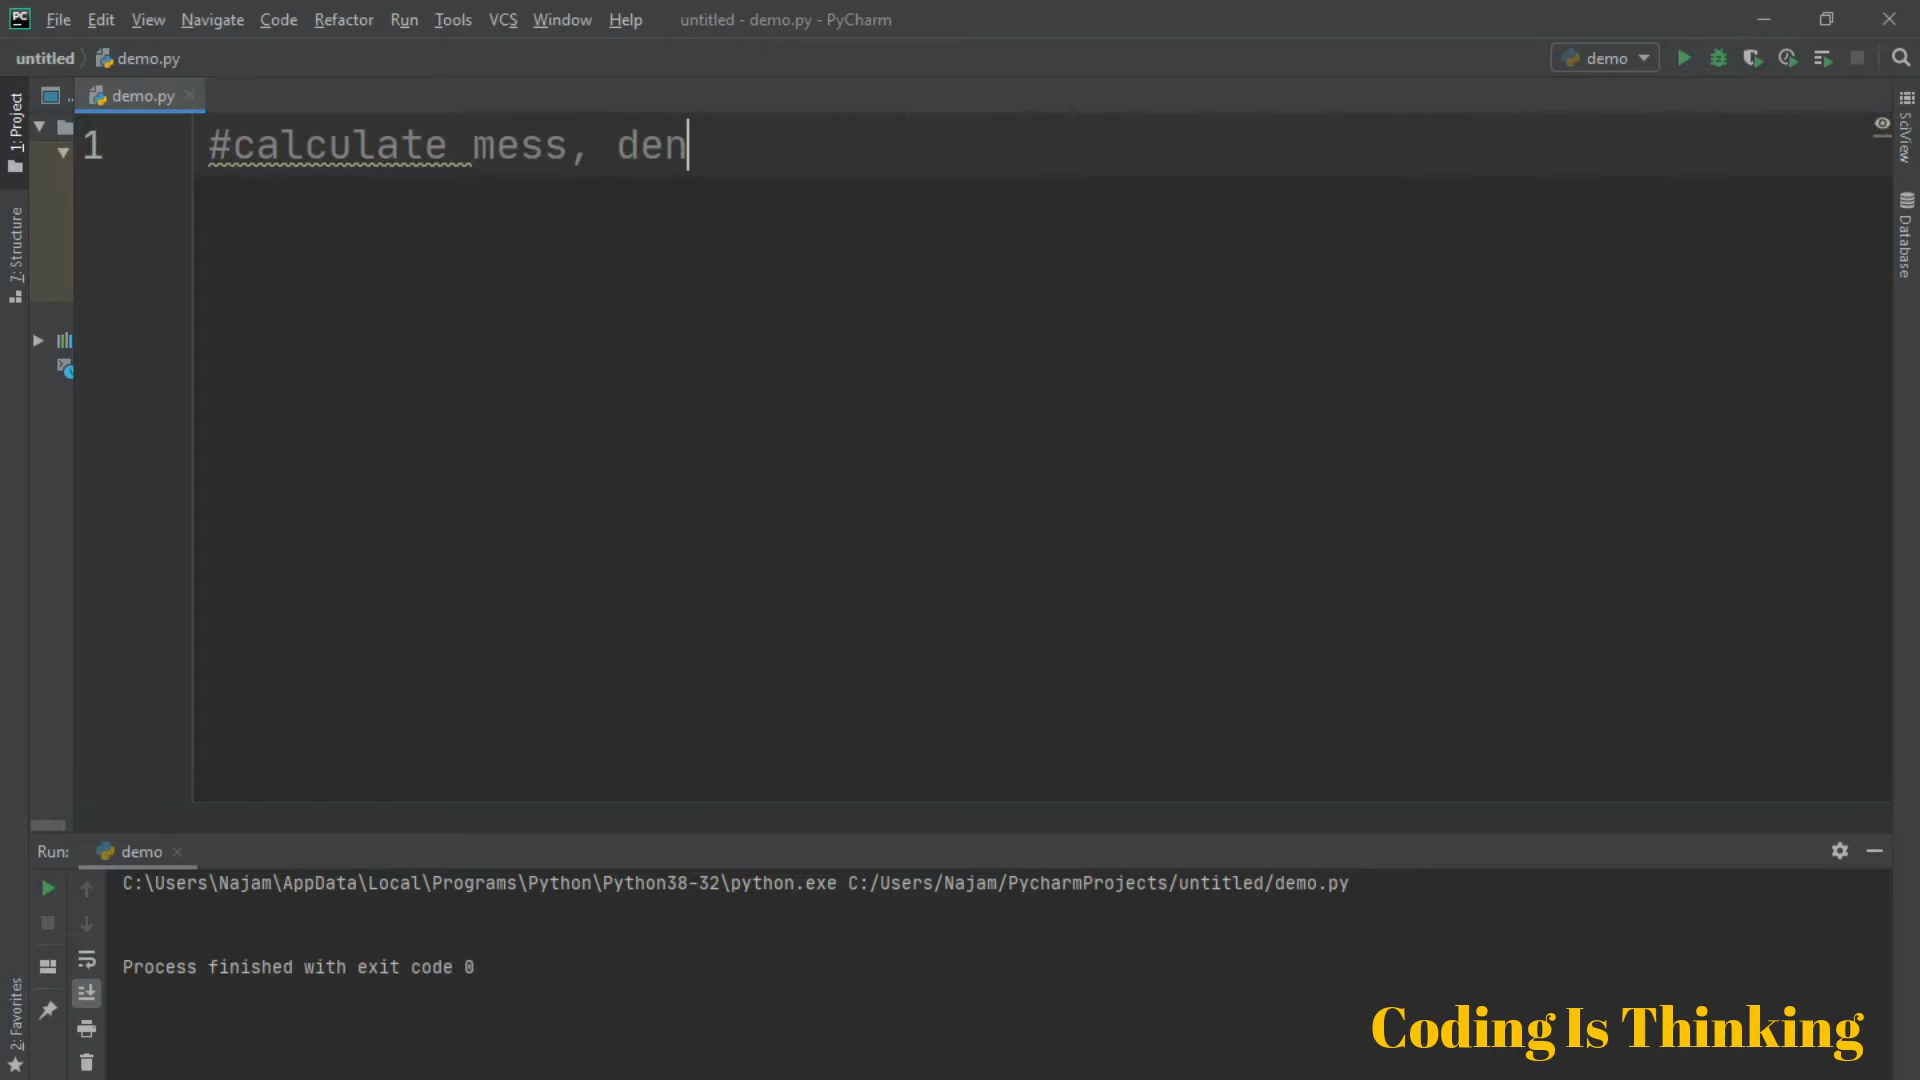 PC File Edit View Navigate Code Refactor Run Tools VCS Window Help untitled - demo.py - PyCharm
untitled demo.py demo
1: Project
..
demo.py
1 #calculate mess, den
SciView
7: Structure
Database
Run: demo
C:\Users\Najam\AppData\Local\Programs\Python\Python38-32\python.exe C:/Users/Najam/PycharmProjects/untitled/demo.py
Process finished with exit code 0
2: Favorites
Coding Is Thinking